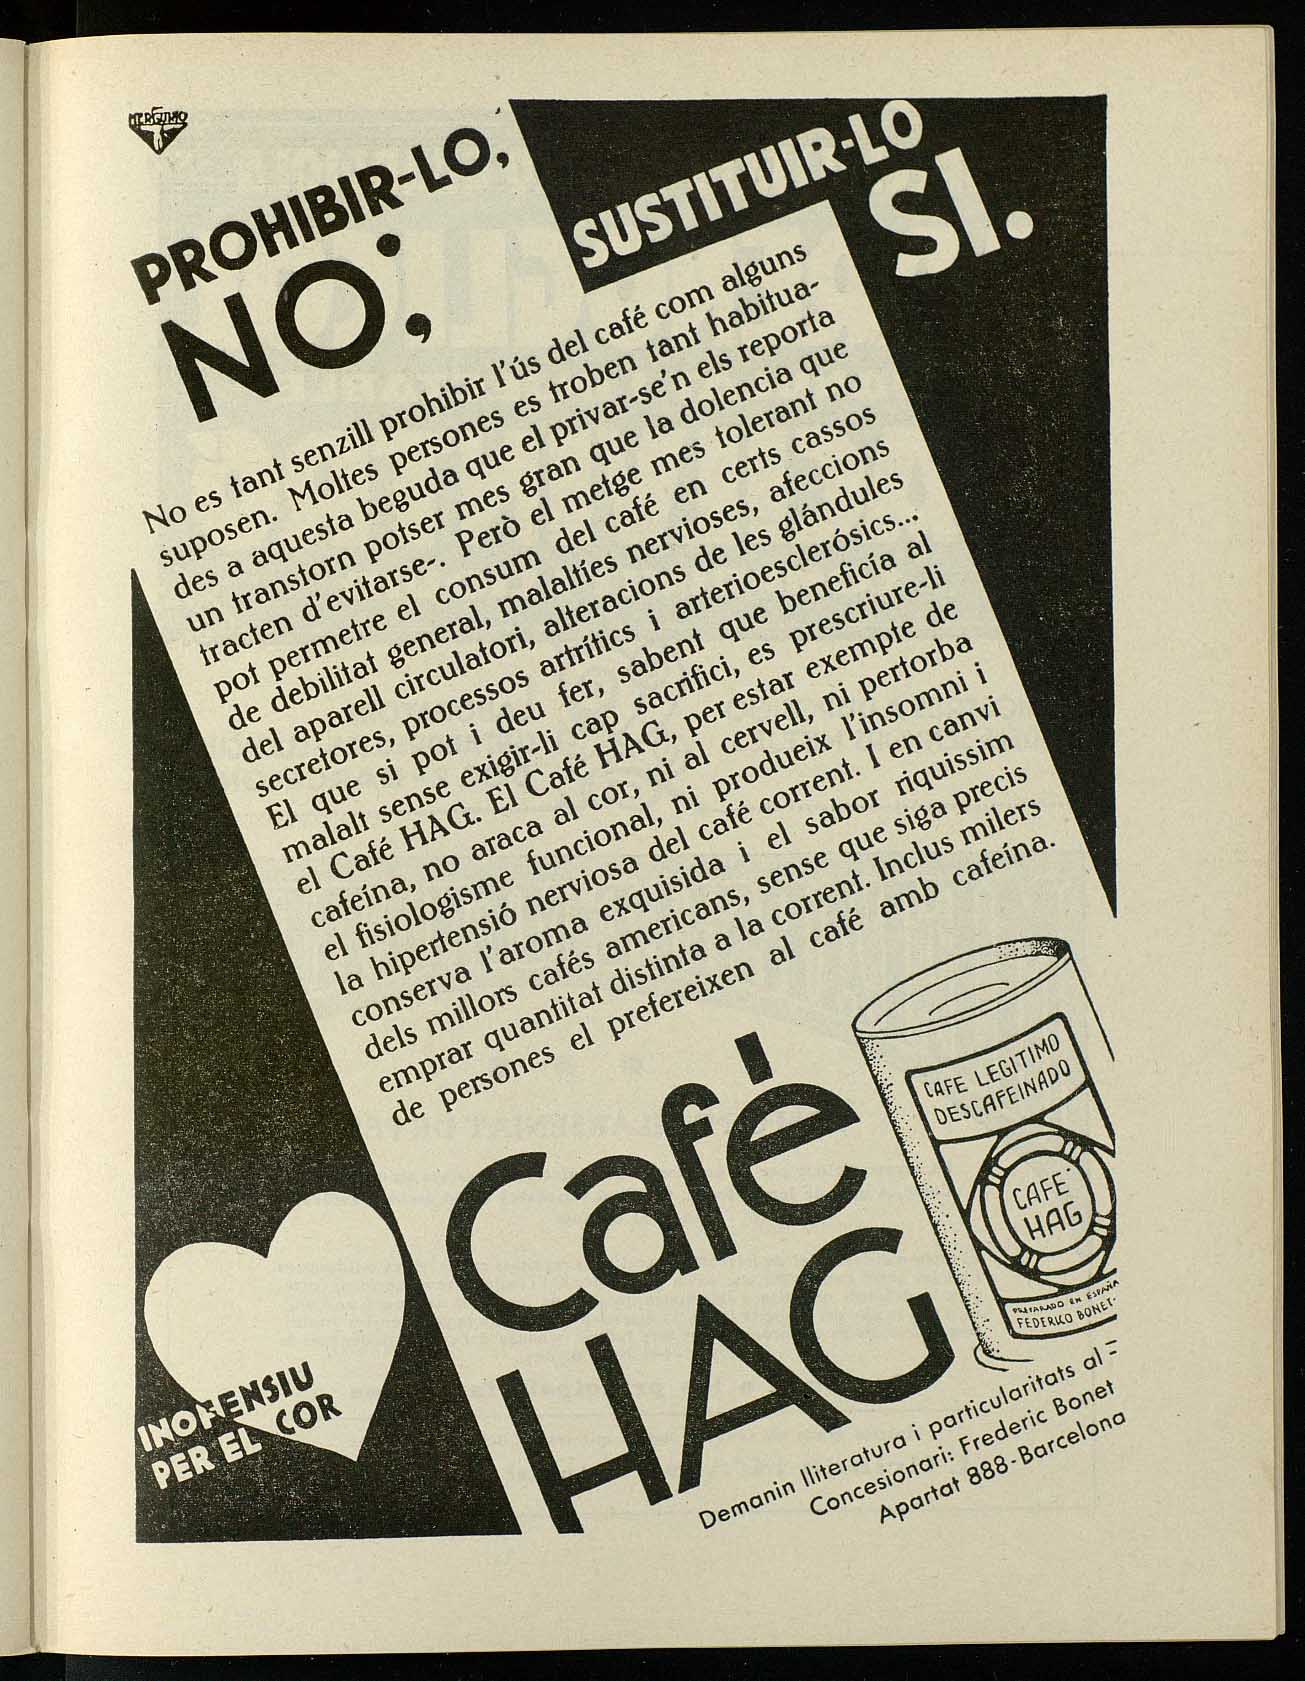 MERCURIO
PROHIBIR-LO,
NO;
SUSTITUIR-LO
SI.
No es tant senzill prohibir l'ús del café com alguns
suposen. Moltes persones es troben tant habitua-
des a aquesta beguda que el privar-se'n els reporta
un transtorn potser mes gran que la dolencia que
tracten d'evitarse-. Però el metge mes tolerant no
pot permetre el consum del café en certs cassos
de debilitat general, malaltíes nervioses, afeccions
del aparell circulatori, alteracions de les glándules
secretores, processos artrítics i arterioesclerósics...
El que si pot i deu fer, sabent que beneficía al
malalt sense exigir-li cap sacrifici, es prescriure-li
el Café HAG. El Café HAG, per estar exempte de
cafeína, no araca al cor, ni al cervell, ni pertorba
el fisiologisme funcional, ni produeix l'insomni i
la hipertensió nerviosa del café corrent. I en canvi
conserva l'aroma exquisida i el sabor riquissim
dels millors cafés americans, sense que siga precis
emprar quantitat distinta a la corrent. Inclus milers
de persones el prefereixen al café amb cafeína.
CAFE LEGITIMO
DESCAFEINADO
CAFE
HAG
PREPARADO EN ESPAÑA
FEDERICO BONET-
Café
HAG
INOFENSIU
PER EL COR
Demanin lliteratura i particularitats al =
Concesionari: Frederic Bonet
Apartat 888-Barcelona